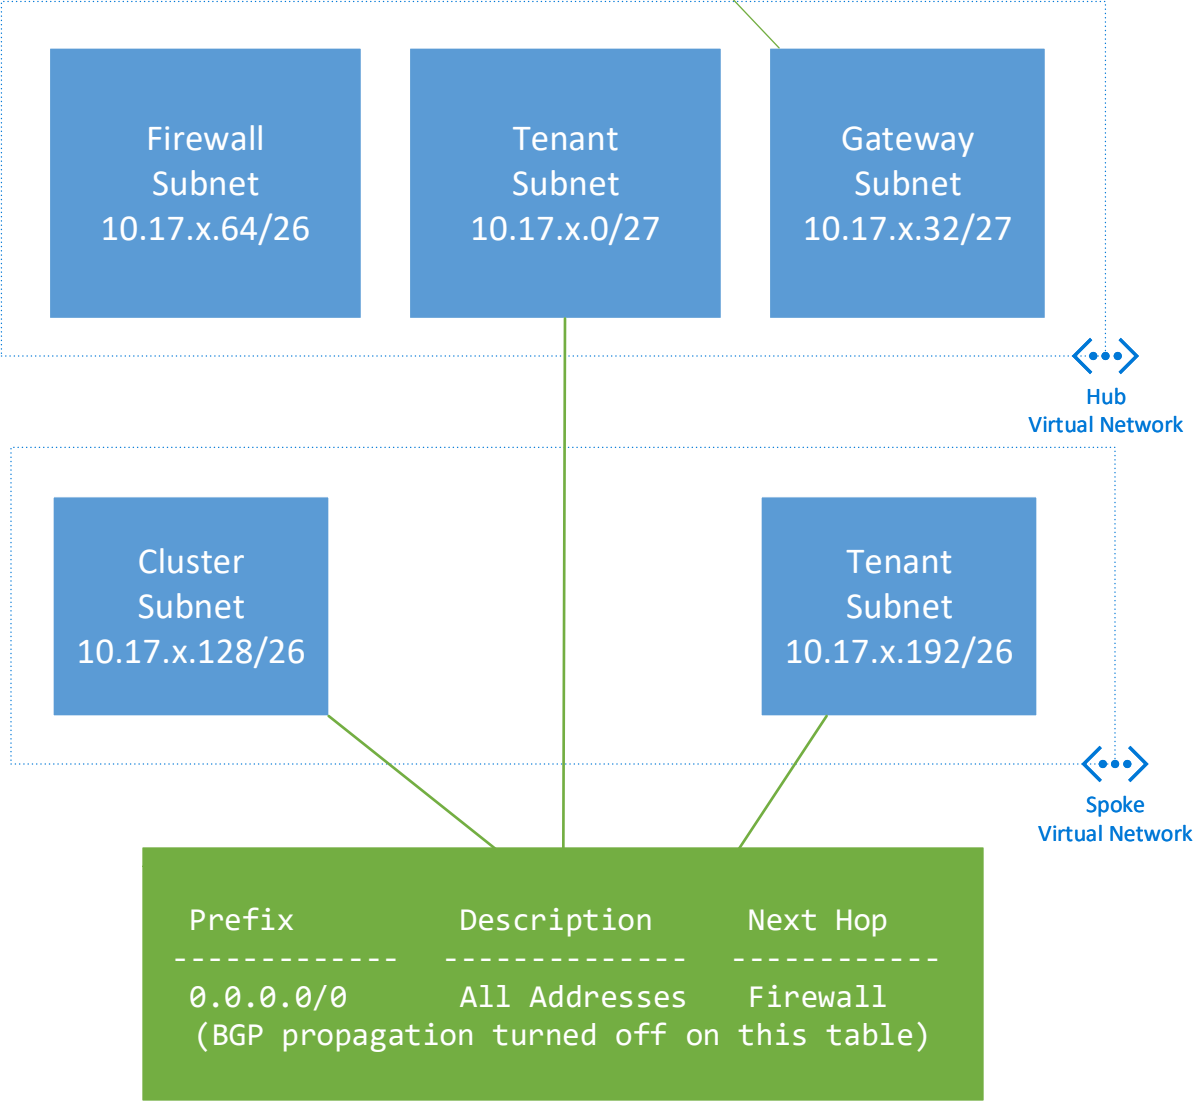 Firewall
Subnet
10.17.x.64/26
Tenant
Subnet
10.17.x.0/27
Gateway
Subnet
10.17.x.32/27
Hub
Virtual Network
Cluster
Subnet
10.17.x.128/26
Tenant
Subnet
10.17.x.192/26
Spoke
Virtual Network
Prefix Description Next Hop
------------- -------------- ------------
0.0.0.0/0 All Addresses Firewall
(BGP propagation turned off on this table)